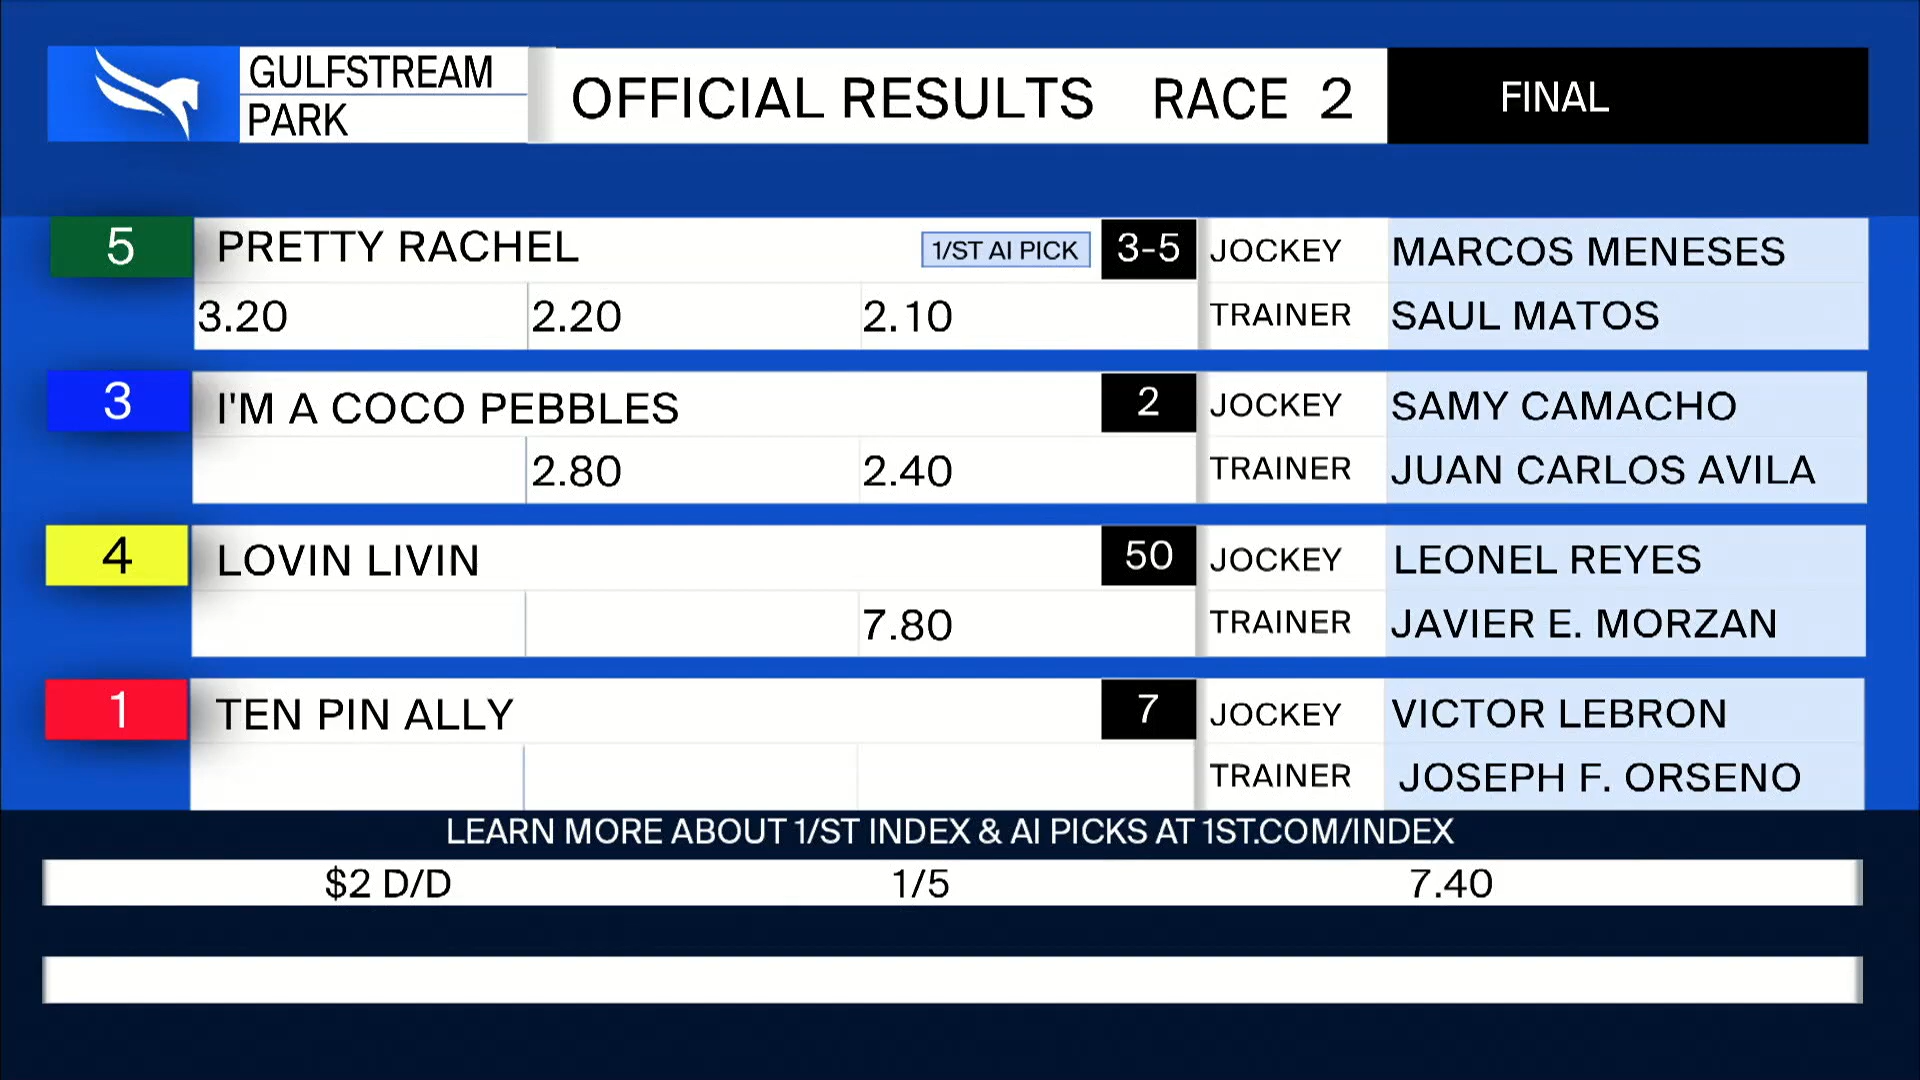 GULFSTREAM
PARK
OFFICIAL RESULTS RACE 2
FINAL
5 PRETTY RACHEL 1/ST AI PICK 3-5 JOCKEY MARCOS MENESES
3.20 2.20 2.10 TRAINER SAUL MATOS
3 I'M A COCO PEBBLES 2 JOCKEY SAMY CAMACHO
2.80 2.40 TRAINER JUAN CARLOS AVILA
4 LOVIN LIVIN 50 JOCKEY LEONEL REYES
7.80 TRAINER JAVIER E. MORZAN
1 TEN PIN ALLY 7 JOCKEY VICTOR LEBRON
TRAINER JOSEPH F. ORSENO
LEARN MORE ABOUT 1/ST INDEX & AI PICKS AT 1ST.COM/INDEX
$2 D/D 1/5 7.40